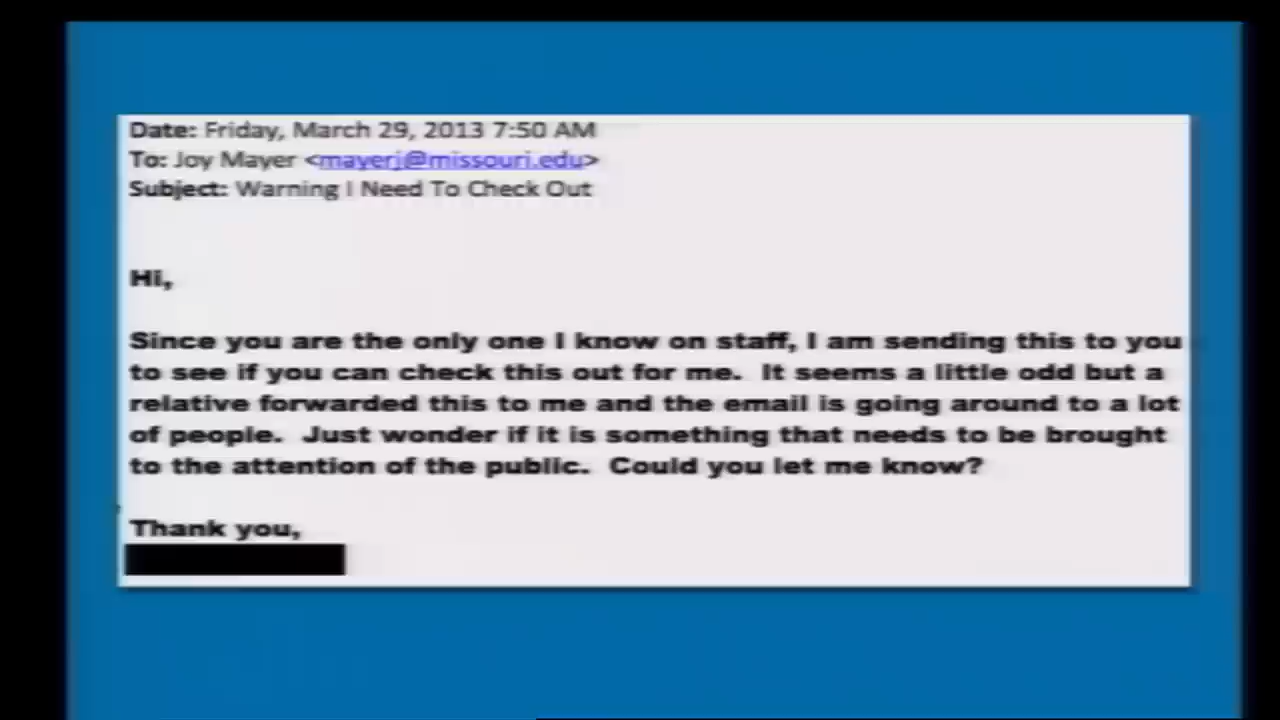 Date: Friday, March 29, 2013 7:50 AM
To: Joy Mayer <mayerj@missouri.edu>
Subject: Warning I Need To Check Out
Hi,
Since you are the only one I know on staff, I am sending this to you
to see if you can check this out for me.  It seems a little odd but a
relative forwarded this to me and the email is going around to a lot
of people.  Just wonder if it is something that needs to be brought
to the attention of the public.  Could you let me know?
Thank you,